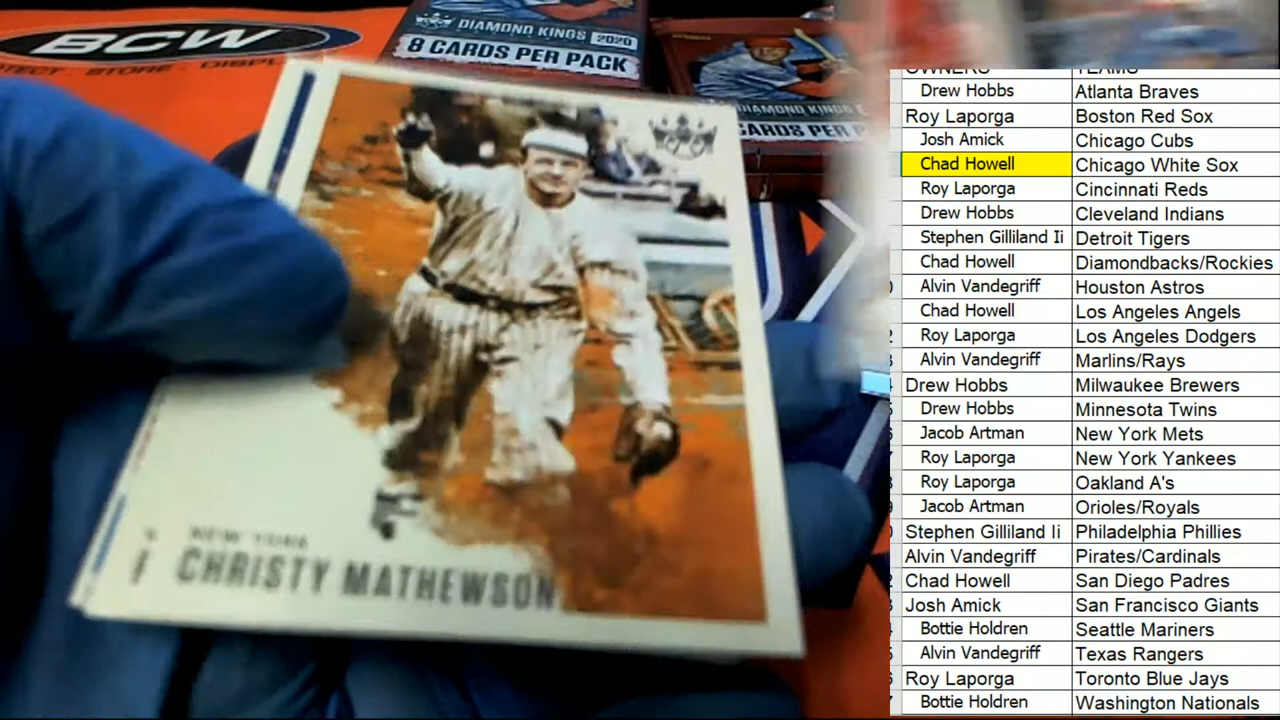 BCW
DIAMOND KINGS 2020
8 CARDS PER PACK
DIAMOND KINGS
CARDS PER P
NEW YORK
CHRISTY MATHEWSON
OWNERS TEAMS
Drew Hobbs Atlanta Braves
Roy Laporga Boston Red Sox
Josh Amick Chicago Cubs
Chad Howell Chicago White Sox
Roy Laporga Cincinnati Reds
Drew Hobbs Cleveland Indians
Stephen Gilliland Ii Detroit Tigers
Chad Howell Diamondbacks/Rockies
Alvin Vandegriff Houston Astros
Chad Howell Los Angeles Angels
Roy Laporga Los Angeles Dodgers
Alvin Vandegriff Marlins/Rays
Drew Hobbs Milwaukee Brewers
Drew Hobbs Minnesota Twins
Jacob Artman New York Mets
Roy Laporga New York Yankees
Roy Laporga Oakland A's
Jacob Artman Orioles/Royals
Stephen Gilliland Ii Philadelphia Phillies
Alvin Vandegriff Pirates/Cardinals
Chad Howell San Diego Padres
Josh Amick San Francisco Giants
Bottie Holdren Seattle Mariners
Alvin Vandegriff Texas Rangers
Roy Laporga Toronto Blue Jays
Bottie Holdren Washington Nationals